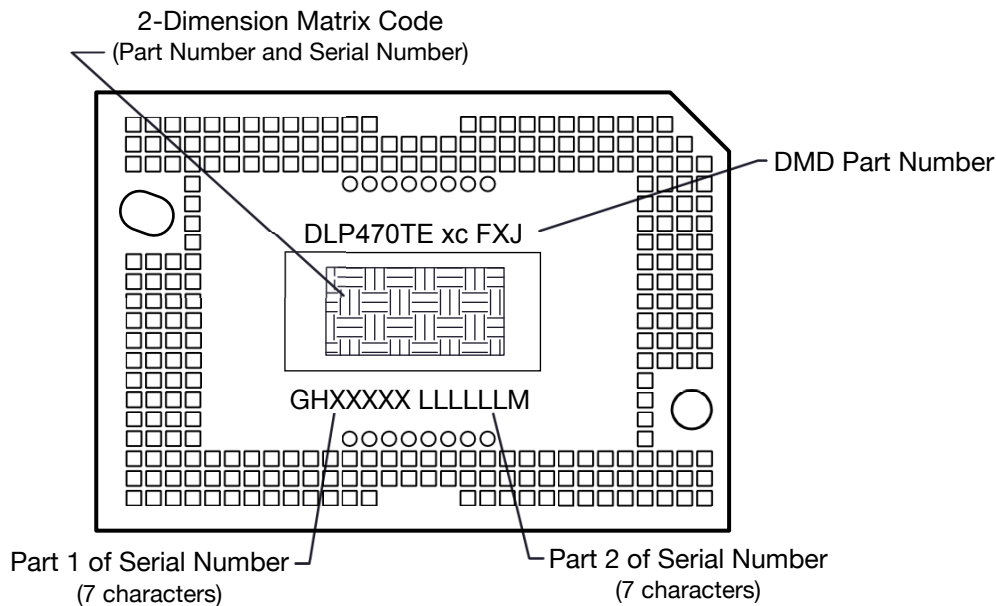 2-Dimension Matrix Code
(Part Number and Serial Number)
DMD Part Number
DLP470TE xc FXJ
GHXXXXX LLLLLLM
Part 1 of Serial Number
(7 characters)
Part 2 of Serial Number
(7 characters)